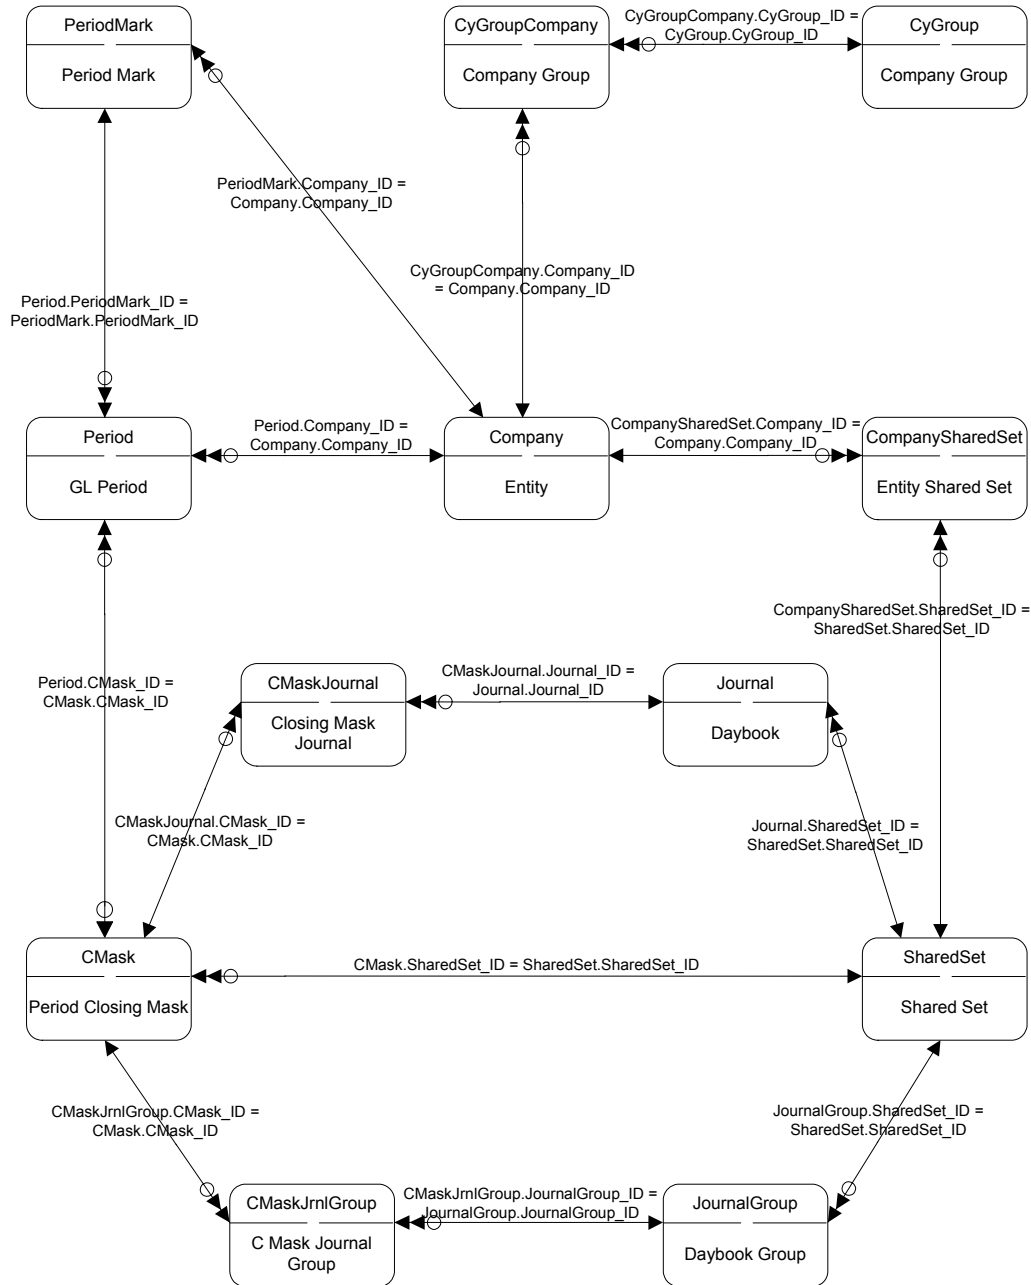 PeriodMark
Period Mark
CyGroupCompany
Company Group
CyGroupCompany.CyGroup_ID =
CyGroup.CyGroup_ID
CyGroup
Company Group
PeriodMark.Company_ID =
Company.Company_ID
CyGroupCompany.Company_ID
= Company.Company_ID
Period.PeriodMark_ID =
PeriodMark.PeriodMark_ID
Period
GL Period
Period.Company_ID =
Company.Company_ID
Company
Entity
CompanySharedSet.Company_ID =
Company.Company_ID
CompanySharedSet
Entity Shared Set
CompanySharedSet.SharedSet_ID =
SharedSet.SharedSet_ID
Period.CMask_ID =
CMask.CMask_ID
CMaskJournal
Closing Mask
Journal
CMaskJournal.Journal_ID =
Journal.Journal_ID
Journal
Daybook
CMaskJournal.CMask_ID =
CMask.CMask_ID
Journal.SharedSet_ID =
SharedSet.SharedSet_ID
CMask
Period Closing Mask
CMask.SharedSet_ID = SharedSet.SharedSet_ID
SharedSet
Shared Set
CMaskJrnlGroup.CMask_ID =
CMask.CMask_ID
JournalGroup.SharedSet_ID =
SharedSet.SharedSet_ID
CMaskJrnlGroup
C Mask Journal
Group
CMaskJrnlGroup.JournalGroup_ID =
JournalGroup.JournalGroup_ID
JournalGroup
Daybook Group